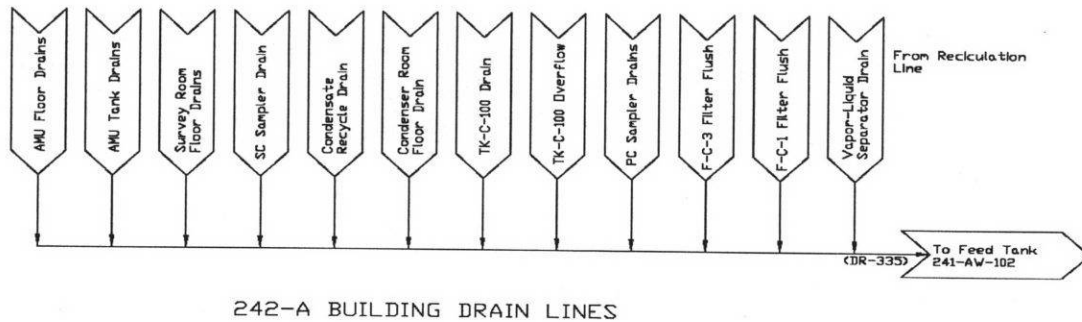 AMU Floor Drains
AMU Tank Drains
Survey Room
Floor Drains
SC Sampler Drain
Condensate
Recycle Drain
Condenser Room
Floor Drain
TK-C-100 Drain
TK-C-100 Overflow
PC Sampler Drains
F-C-3 Filter Flush
F-C-1 Filter Flush
Vapor-Liquid
Separator Drain
From Reciculation
Line
(DR-335)
To Feed Tank
241-AW-102
242-A BUILDING DRAIN LINES